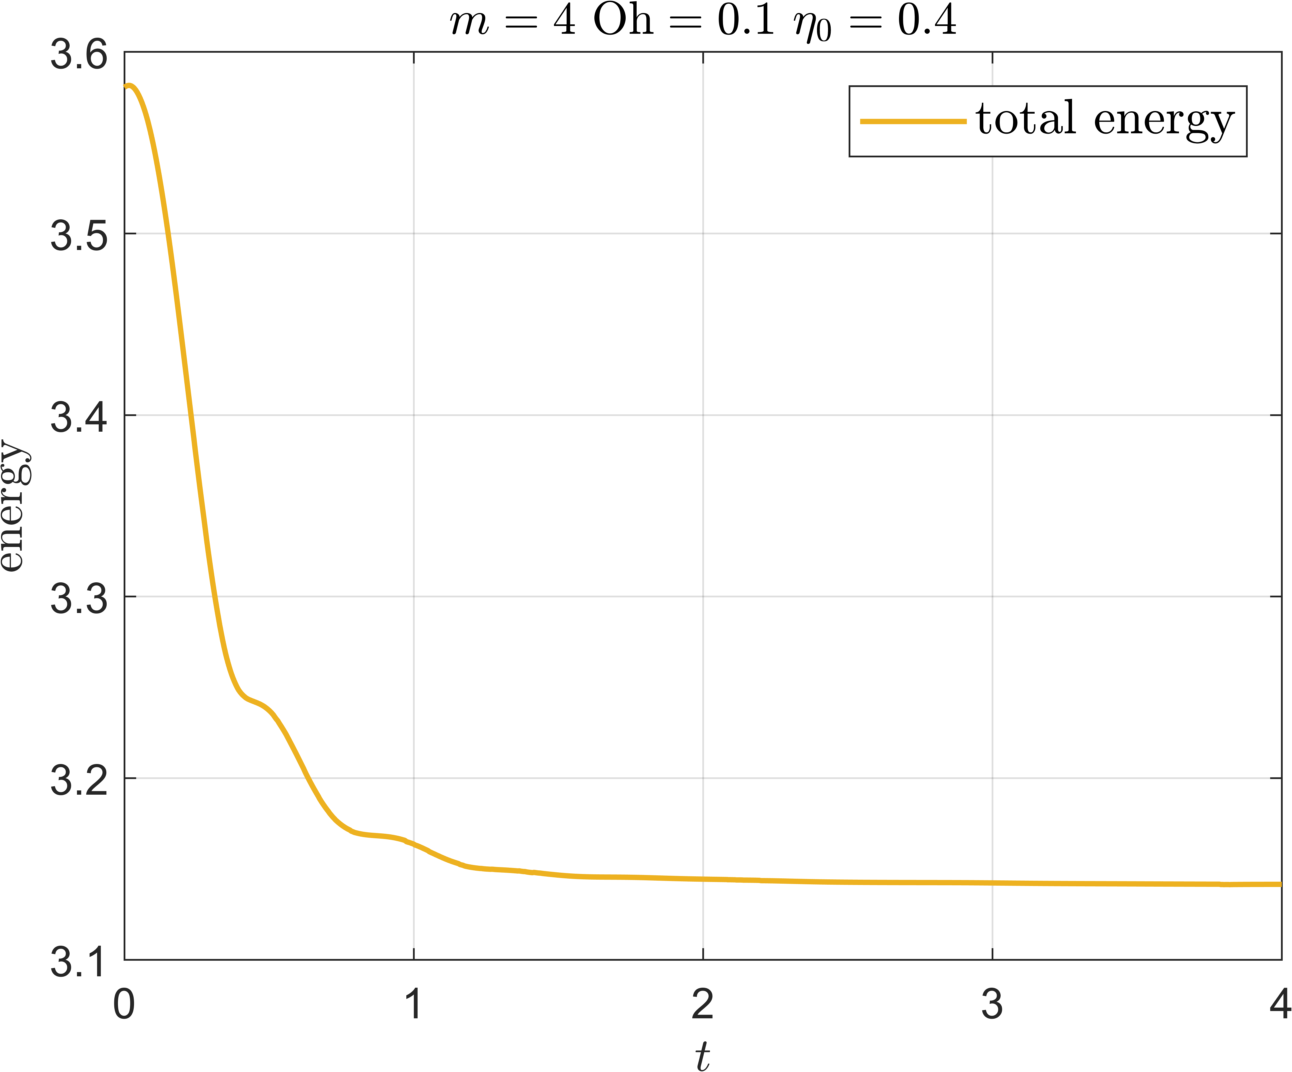 m = 4 Oh = 0.1 η₀ = 0.4
total energy
3.6
3.5
3.4
3.3
3.2
3.1
energy
0 1 2 3 4
t